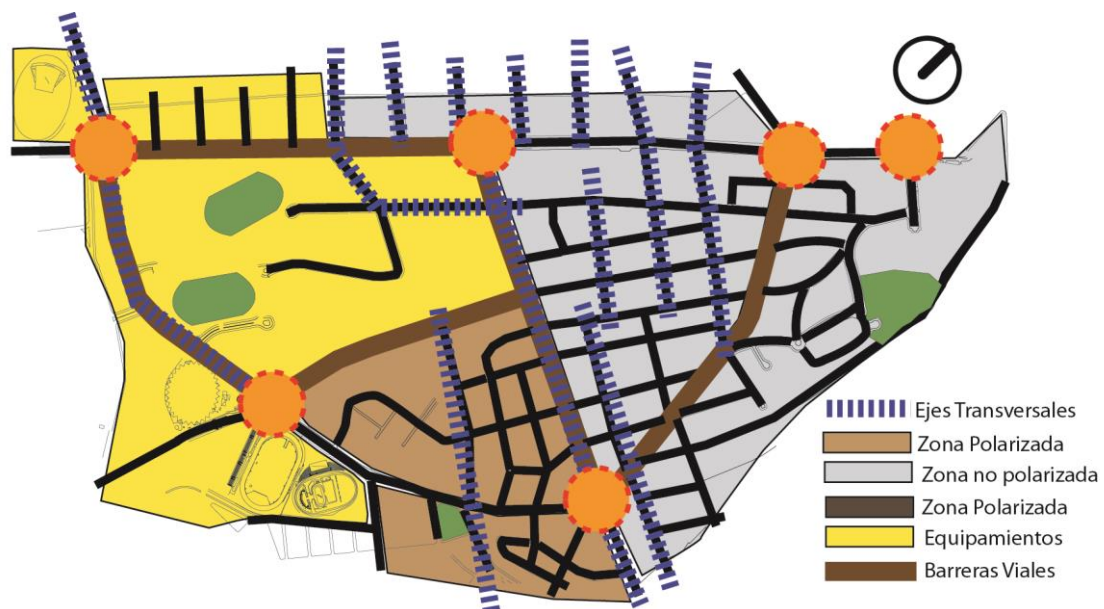 Ejes Transversales
Zona Polarizada
Zona no polarizada
Zona Polarizada
Equipamientos
Barreras Viales